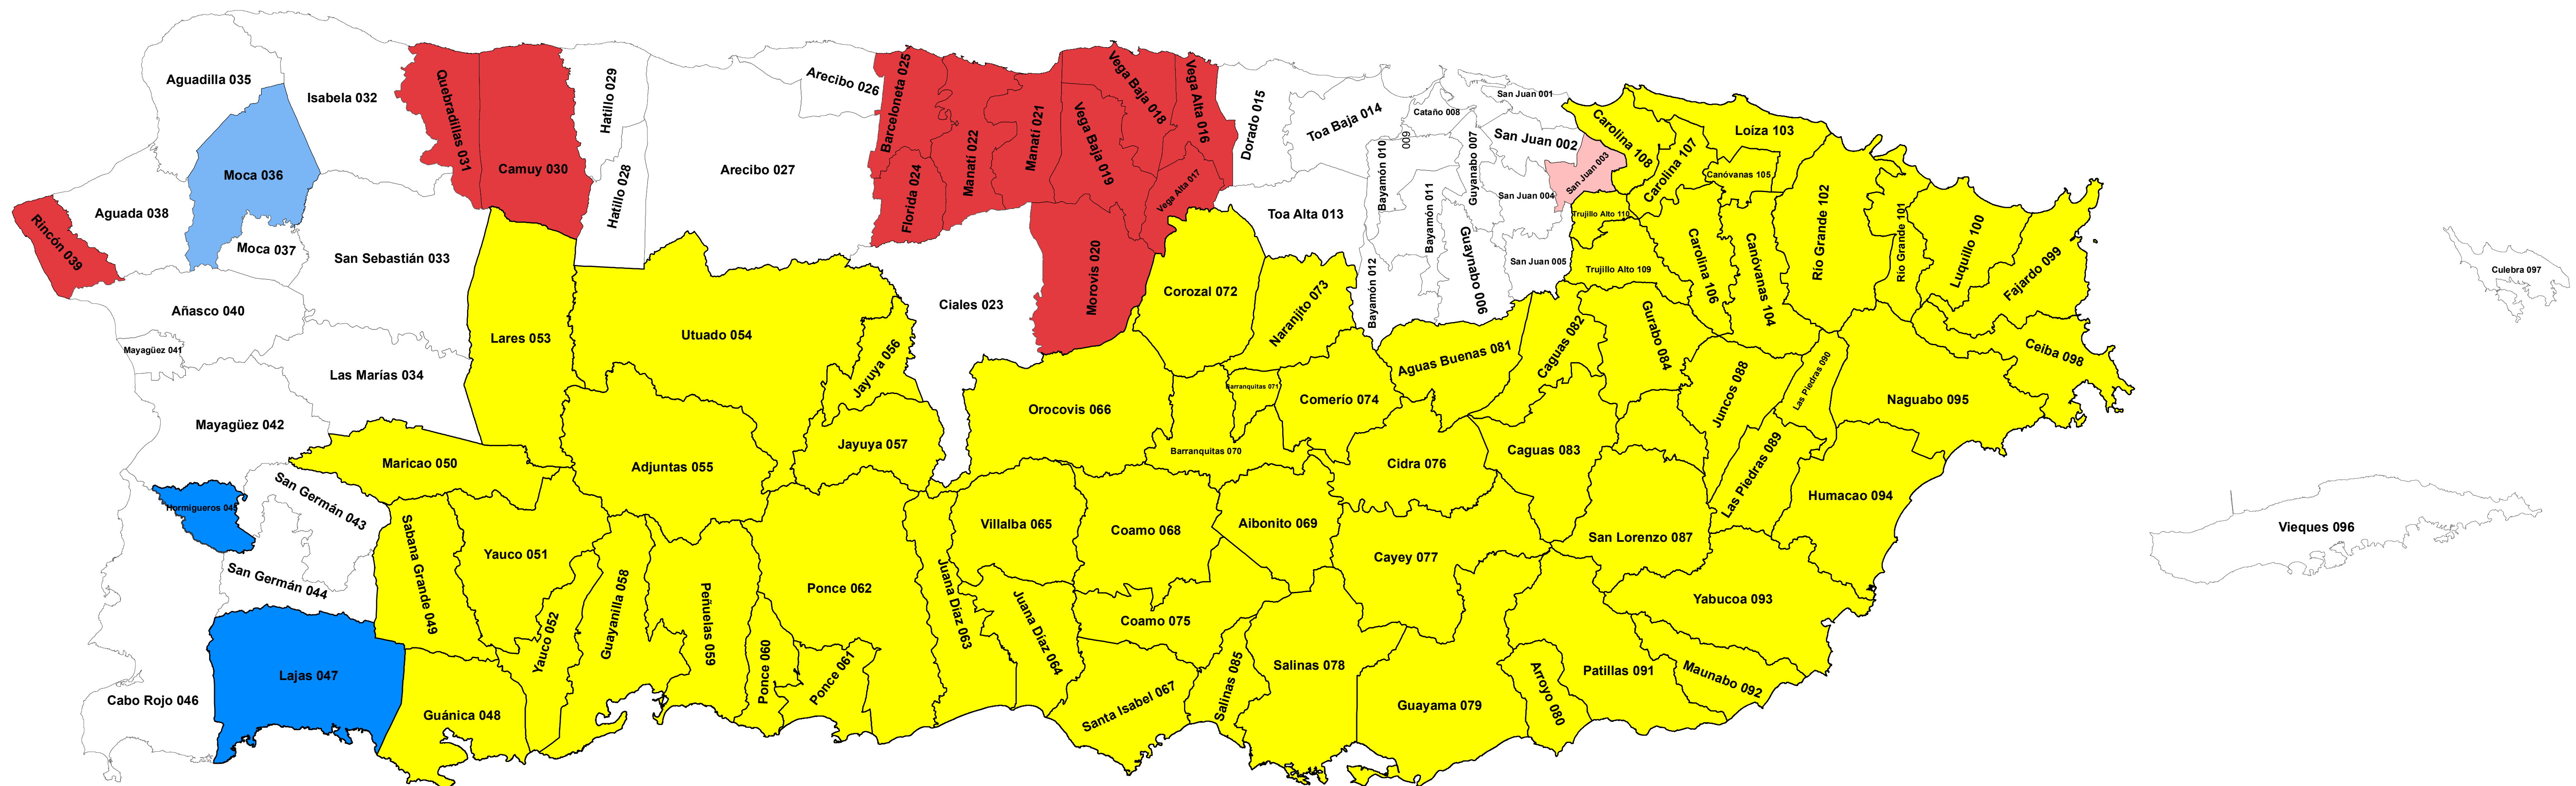 Aguadilla 035
Isabela 032
Quebradillas 031
Camuy 030
Hatillo 029
Hatillo 028
Arecibo 026
Arecibo 027
Barceloneta 025
Florida 024
Manatí 022
Manatí 021
Vega Baja 018
Vega Baja 019
Vega Alta 016
Vega Alta 017
Morovis 020
Dorado 015
Toa Baja 014
Toa Alta 013
Cataño 008
009
Bayamón 010
Bayamón 011
Bayamón 012
Guyanabo 007
Guaynabo 006
San Juan 001
San Juan 002
San Juan 003
San Juan 004
San Juan 005
Carolina 108
Carolina 107
Loíza 103
Canóvanas 105
Trujillo Alto 110
Trujillo Alto 109
Carolina 106
Canóvanas 104
Río Grande 102
Río Grande 101
Luquillo 100
Fajardo 099
Ceiba 098
Culebra 097
Vieques 096
Moca 036
Aguada 038
Rincón 039
Moca 037
San Sebastián 033
Añasco 040
Mayagüez 041
Las Marías 034
Mayagüez 042
Lares 053
Utuado 054
Jayuya 056
Jayuya 057
Ciales 023
Corozal 072
Naranjito 073
Orocovis 066
Barranquitas 071
Barranquitas 070
Comerío 074
Aguas Buenas 081
Caguas 082
Gurabo 084
Juncos 088
Las Piedras 090
Las Piedras 089
Naguabo 095
Humacao 094
Caguas 083
Cidra 076
Maricao 050
Adjuntas 055
Hormigueros 045
San Germán 043
San Germán 044
Sabana Grande 049
Yauco 051
Yauco 052
Guayanilla 058
Peñuelas 059
Ponce 060
Ponce 061
Ponce 062
Juana Díaz 063
Juana Díaz 064
Villalba 065
Coamo 068
Coamo 075
Aibonito 069
Cayey 077
San Lorenzo 087
Yabucoa 093
Cabo Rojo 046
Lajas 047
Guánica 048
Santa Isabel 067
Salinas 085
Salinas 078
Guayama 079
Arroyo 080
Patillas 091
Maunabo 092